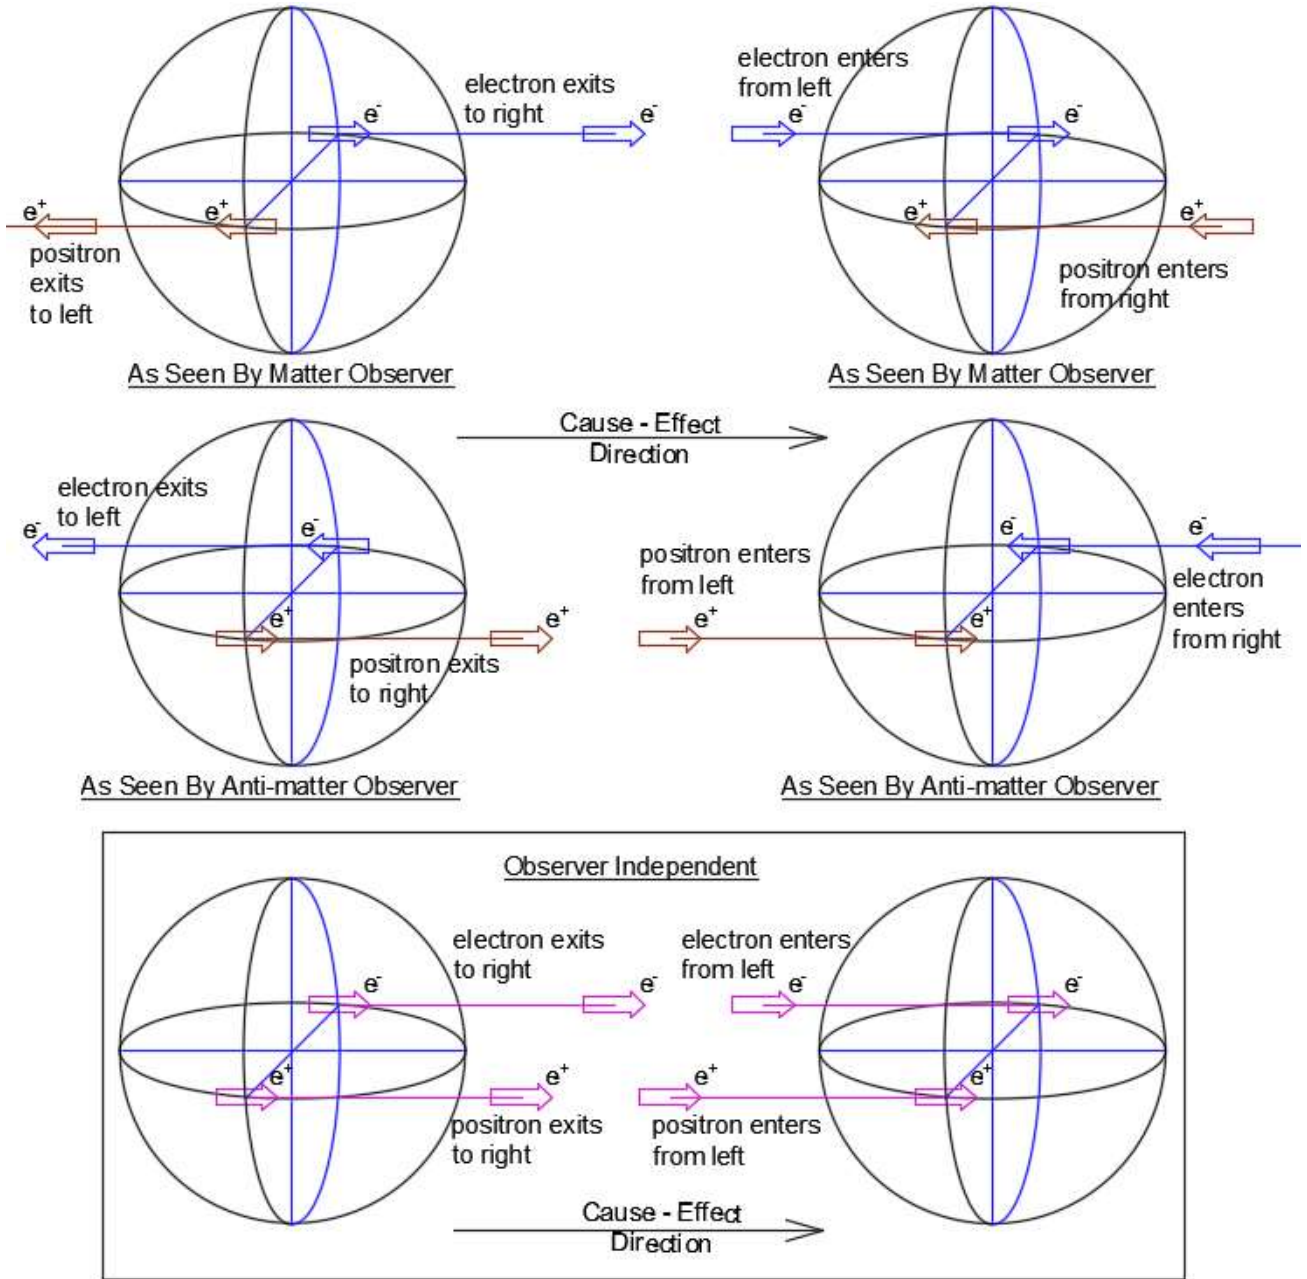 electron exits
to right
e-
e-
e+
e+
positron
exits
to left
As Seen By Matter Observer
electron enters
from left
e-
e-
e+
e+
positron enters
from right
As Seen By Matter Observer
Cause - Effect
Direction
electron exits
to left
e-
e-
e+
e+
positron exits
to right
As Seen By Anti-matter Observer
positron enters
from left
e+
e+
e-
e-
electron
enters
from right
As Seen By Anti-matter Observer
Observer Independent
electron exits
to right
e-
e-
e+
e+
positron exits
to right
electron enters
from left
e-
e-
e+
e+
positron enters
from left
Cause - Effect
Direction